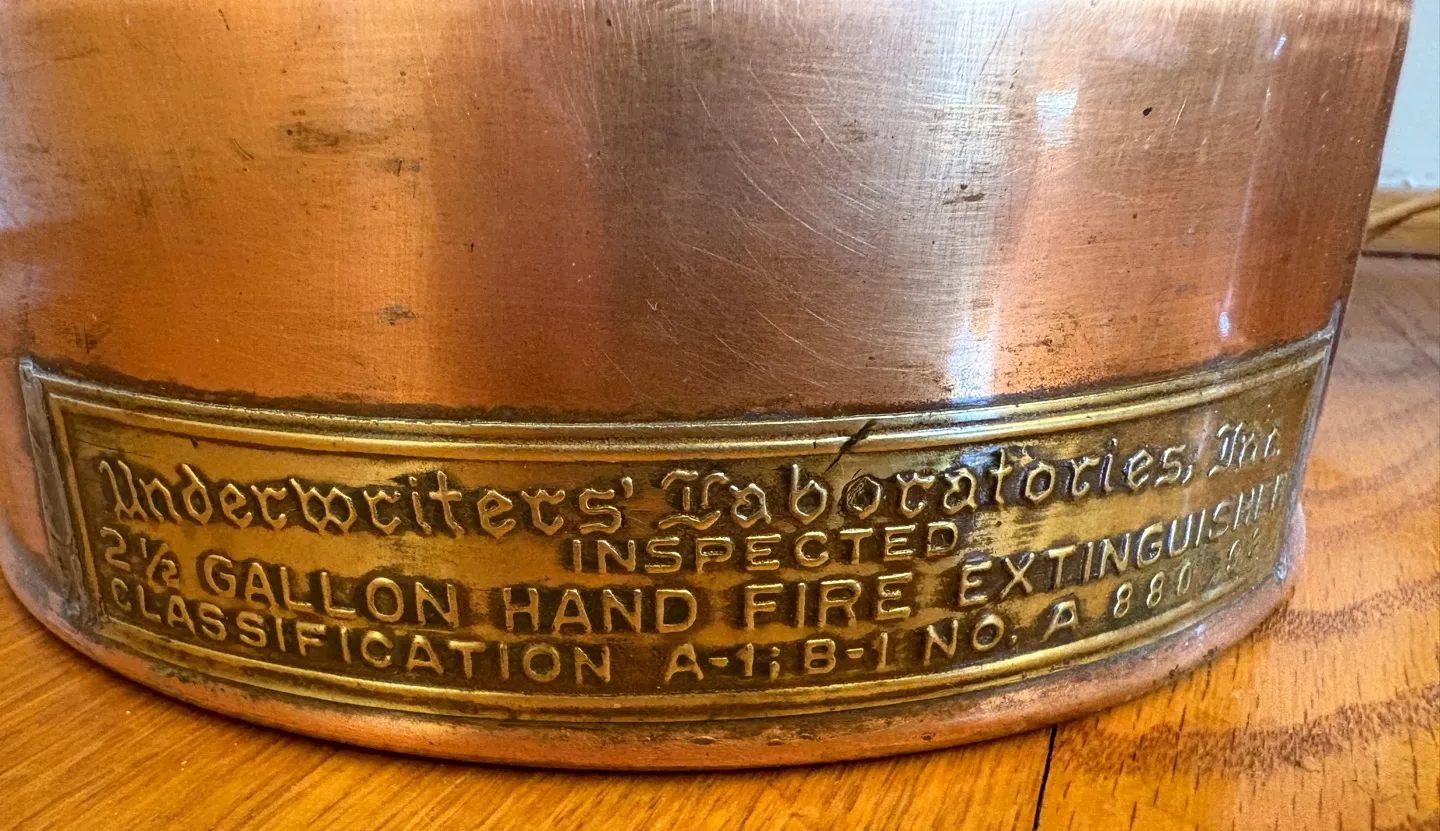 Underwriters' Laboratories, Inc.
INSPECTED
2½ GALLON HAND FIRE EXTINGUISHER
CLASSIFICATION A-1; B-1 NO. A 880